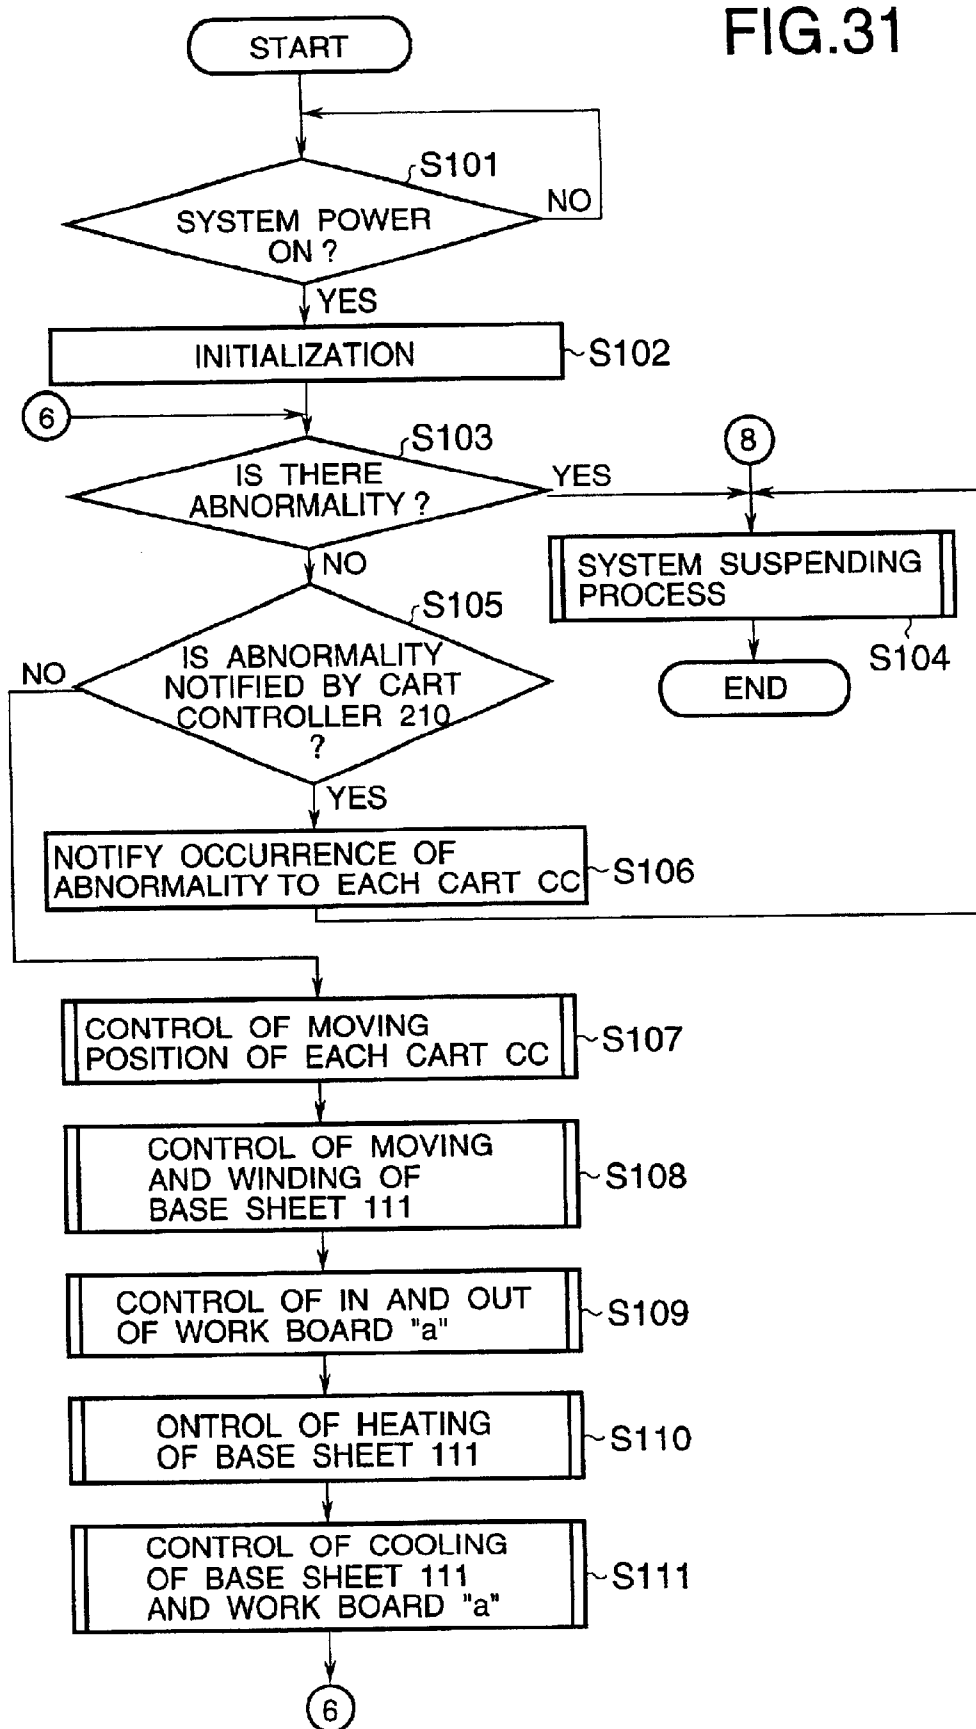 FIG.31
START
S101
SYSTEM POWER
ON ?
NO
YES
INITIALIZATION
S102
6
S103
IS THERE
ABNORMALITY ?
YES
8
NO
SYSTEM SUSPENDING
PROCESS
S104
END
S105
IS ABNORMALITY
NOTIFIED BY CART
CONTROLLER 210
?
NO
YES
NOTIFY OCCURRENCE OF
ABNORMALITY TO EACH CART CC
S106
CONTROL OF MOVING
POSITION OF EACH CART CC
S107
CONTROL OF MOVING
AND WINDING OF
BASE SHEET 111
S108
CONTROL OF IN AND OUT
OF WORK BOARD "a"
S109
ONTROL OF HEATING
OF BASE SHEET 111
S110
CONTROL OF COOLING
OF BASE SHEET 111
AND WORK BOARD "a"
S111
6